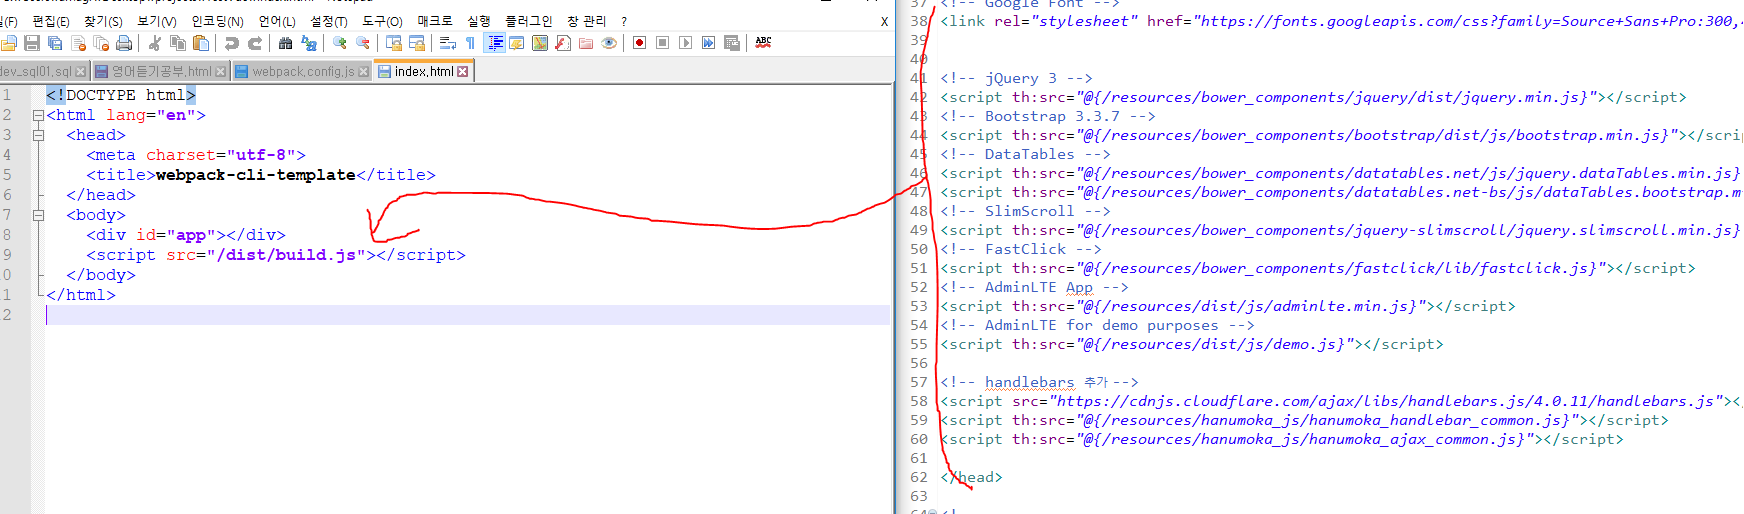 편집(E) 찾기(S) 보기(V) 인코딩(N) 언어(L) 설정(T) 도구(O) 매크로 실행 플러그인 창 관리 ? X
ABC
dev_sql01.sql 영어듣기공부.html webpack.config.js index.html
1 <!DOCTYPE html>
2 <html lang="en">
3 <head>
4 <meta charset="utf-8">
5 <title>webpack-cli-template</title>
6 </head>
7 <body>
8 <div id="app"></div>
9 <script src="/dist/build.js"></script>
0 </body>
1 </html>
2
37 <!-- Google Font -->
38 <link rel="stylesheet" href="https://fonts.googleapis.com/css?family=Source+Sans+Pro:300,
39
40
41 <!-- jQuery 3 -->
42 <script th:src="@{/resources/bower_components/jquery/dist/jquery.min.js}"></script>
43 <!-- Bootstrap 3.3.7 -->
44 <script th:src="@{/resources/bower_components/bootstrap/dist/js/bootstrap.min.js}"></scrip
45 <!-- DataTables -->
46 <script th:src="@{/resources/bower_components/datatables.net/js/jquery.dataTables.min.js}
47 <script th:src="@{/resources/bower_components/datatables.net-bs/js/dataTables.bootstrap.m
48 <!-- SlimScroll -->
49 <script th:src="@{/resources/bower_components/jquery-slimscroll/jquery.slimscroll.min.js}
50 <!-- FastClick -->
51 <script th:src="@{/resources/bower_components/fastclick/lib/fastclick.js}"></script>
52 <!-- AdminLTE App -->
53 <script th:src="@{/resources/dist/js/adminlte.min.js}"></script>
54 <!-- AdminLTE for demo purposes -->
55 <script th:src="@{/resources/dist/js/demo.js}"></script>
56
57 <!-- handlebars 추가 -->
58 <script src="https://cdnjs.cloudflare.com/ajax/libs/handlebars.js/4.0.11/handlebars.js"></
59 <script th:src="@{/resources/hanumoka_js/hanumoka_handlebar_common.js}"></script>
60 <script th:src="@{/resources/hanumoka_js/hanumoka_ajax_common.js}"></script>
61
62 </head>
63